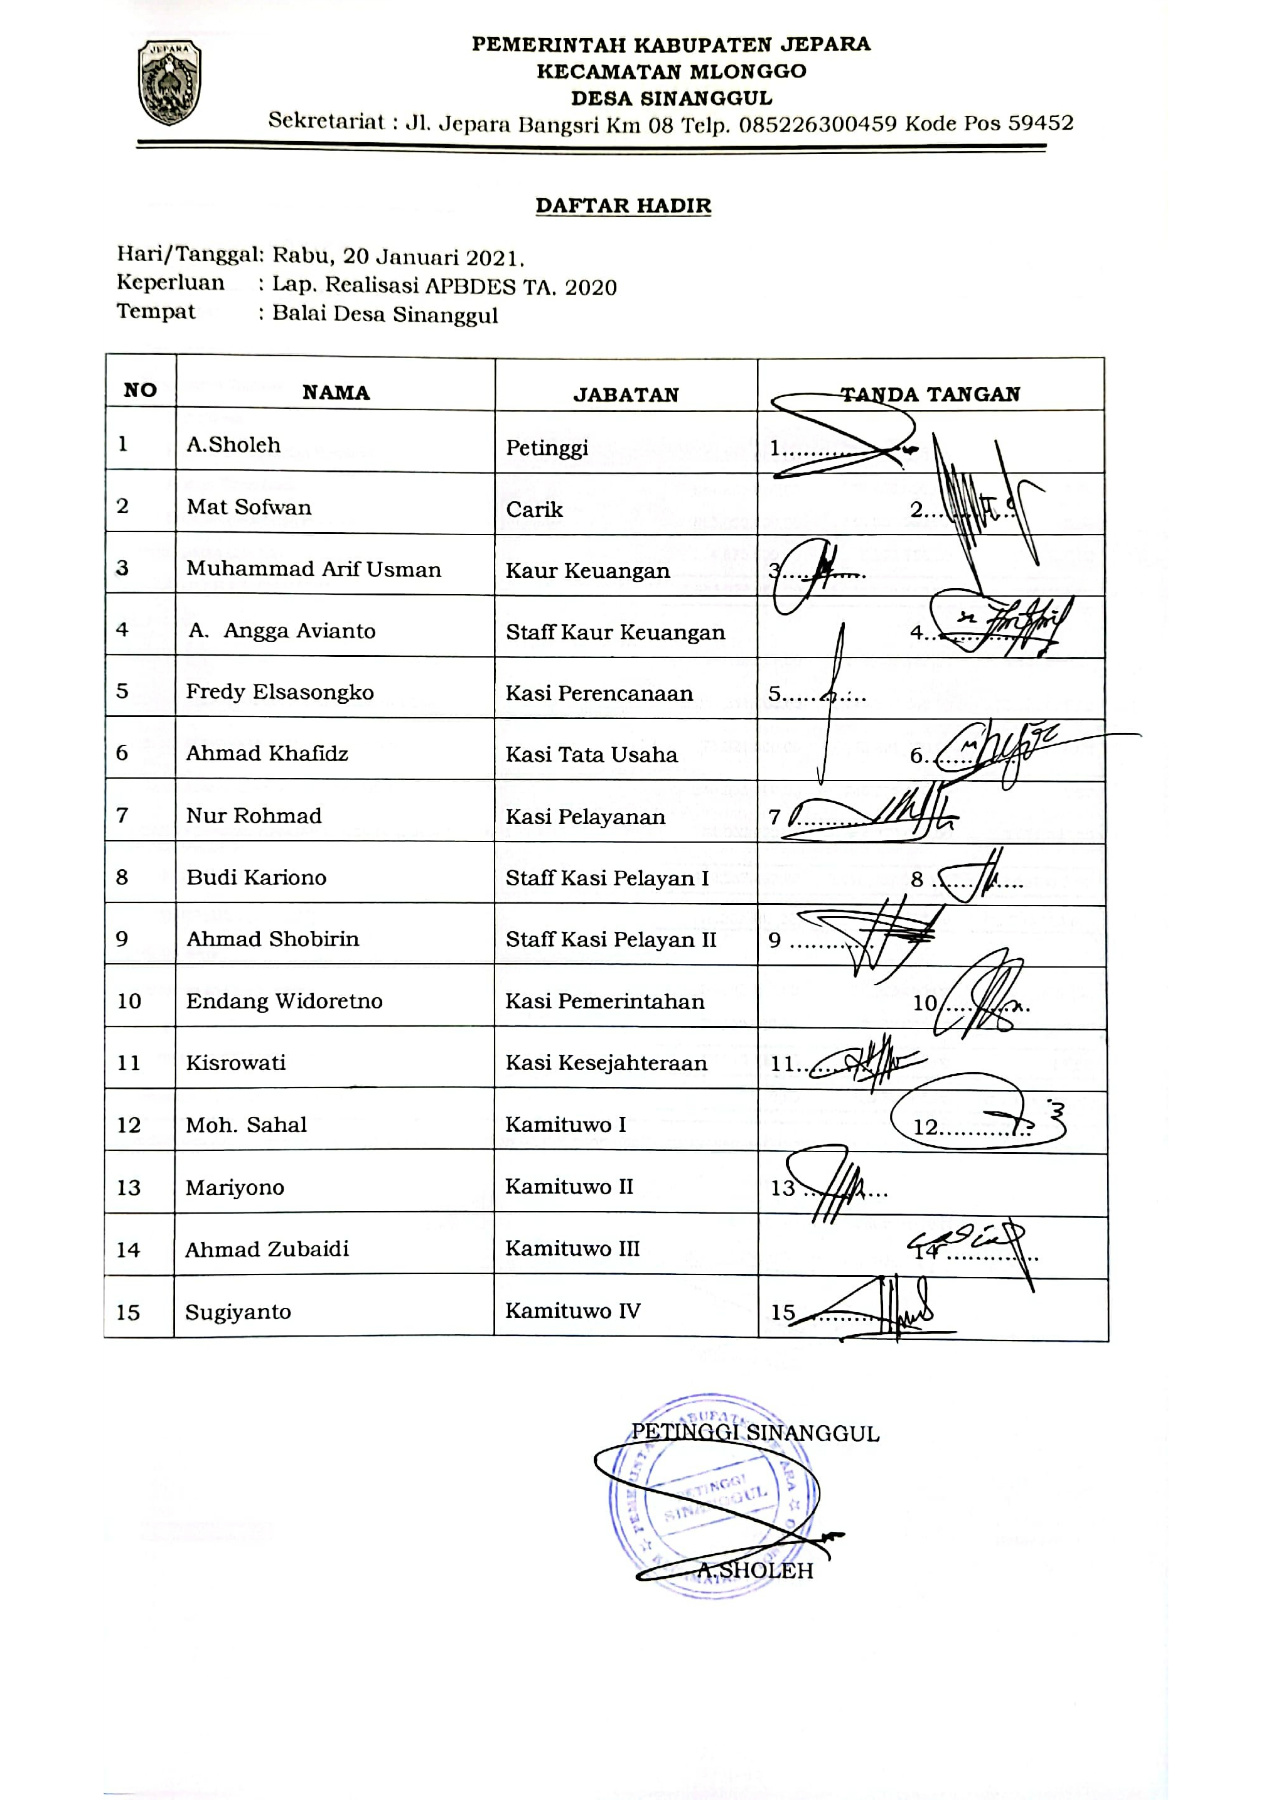 JEPARA
PEMERINTAH KABUPATEN JEPARA
KECAMATAN MLONGGO
DESA SINANGGUL
Sekretariat : Jl. Jepara Bangsri Km 08 Telp. 085226300459 Kode Pos 59452
DAFTAR HADIR
Hari/Tanggal: Rabu, 20 Januari 2021.
Keperluan : Lap. Realisasi APBDES TA. 2020
Tempat : Balai Desa Sinanggul
NO NAMA JABATAN TANDA TANGAN
1 A.Sholeh Petinggi 1..........
2 Mat Sofwan Carik 2..........
3 Muhammad Arif Usman Kaur Keuangan 3..........
4 A. Angga Avianto Staff Kaur Keuangan 4..........
5 Fredy Elsasongko Kasi Perencanaan 5..........
6 Ahmad Khafidz Kasi Tata Usaha 6..........
7 Nur Rohmad Kasi Pelayanan 7..........
8 Budi Kariono Staff Kasi Pelayan I 8 ..........
9 Ahmad Shobirin Staff Kasi Pelayan II 9 ..........
10 Endang Widoretno Kasi Pemerintahan 10..........
11 Kisrowati Kasi Kesejahteraan 11..........
12 Moh. Sahal Kamituwo I 12..........
13 Mariyono Kamituwo II 13 ..........
14 Ahmad Zubaidi Kamituwo III 14..........
15 Sugiyanto Kamituwo IV 15 ..........
PETINGGI SINANGGUL
PETINGGI
SINANGGUL
A.SHOLEH